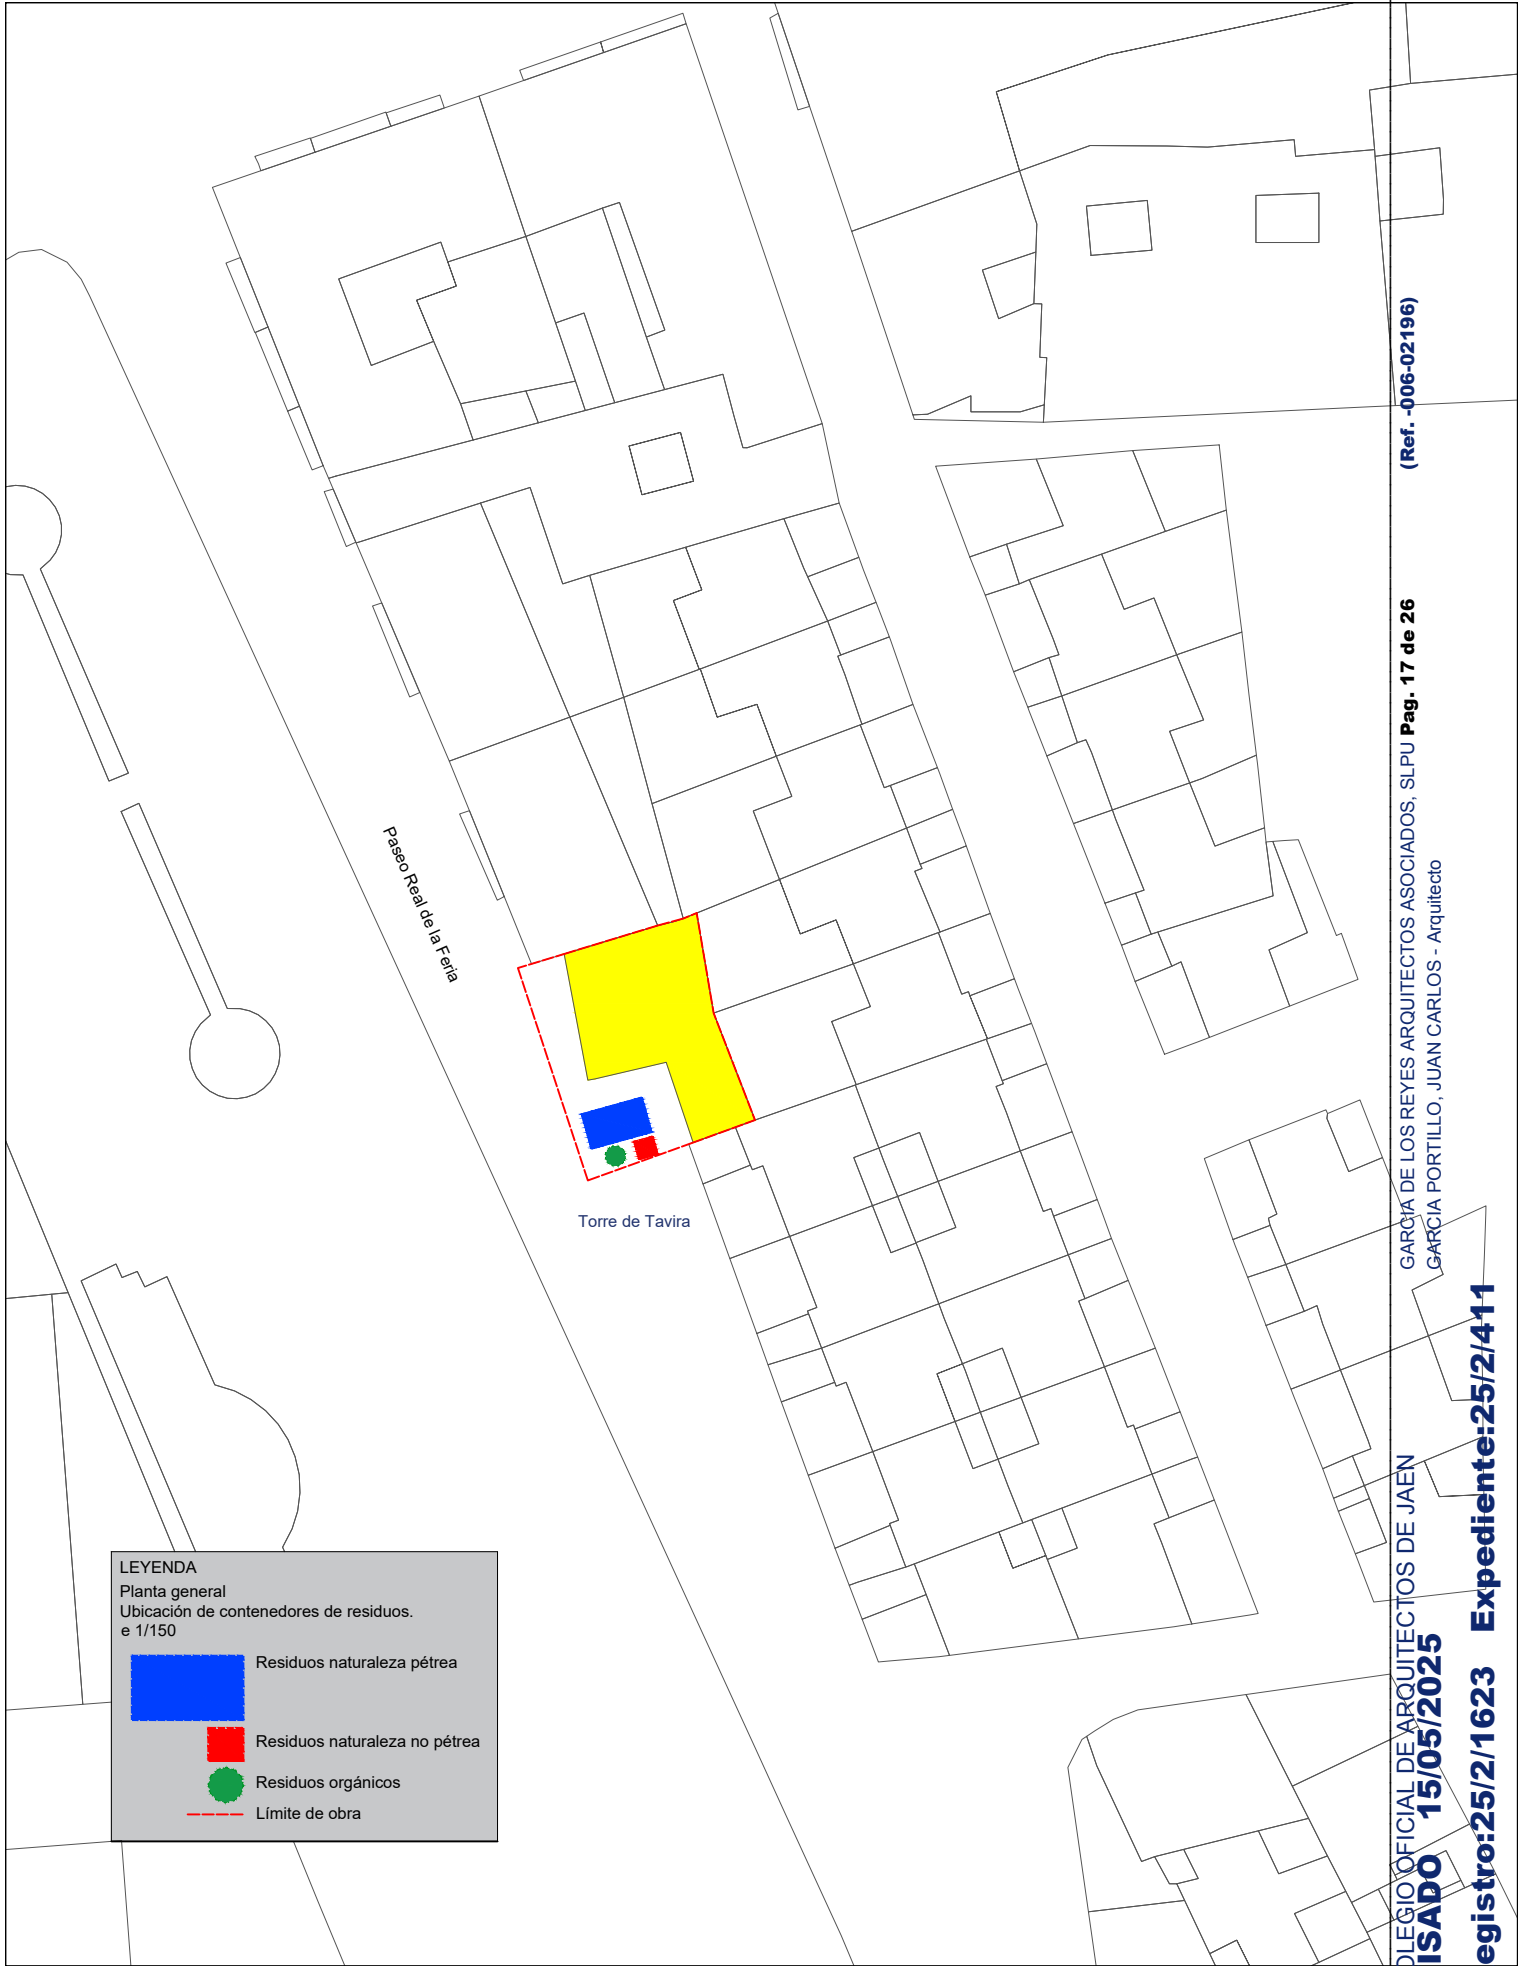 Paseo Real de la Feria
Torre de Tavira
LEYENDA
Planta general
Ubicación de contenedores de residuos.
e 1/150
Residuos naturaleza pétrea
Residuos naturaleza no pétrea
Residuos orgánicos
Límite de obra
OLEGIO OFICIAL DE ARQUITECTOS DE JAEN GARCIA DE LOS REYES ARQUITECTOS ASOCIADOS, SLPU Pag. 17 de 26 (Ref. -006-02196)
ISADO 15/05/2025 GARCIA PORTILLO, JUAN CARLOS - Arquitecto
egistro:25/2/1623 Expediente:25/2/411